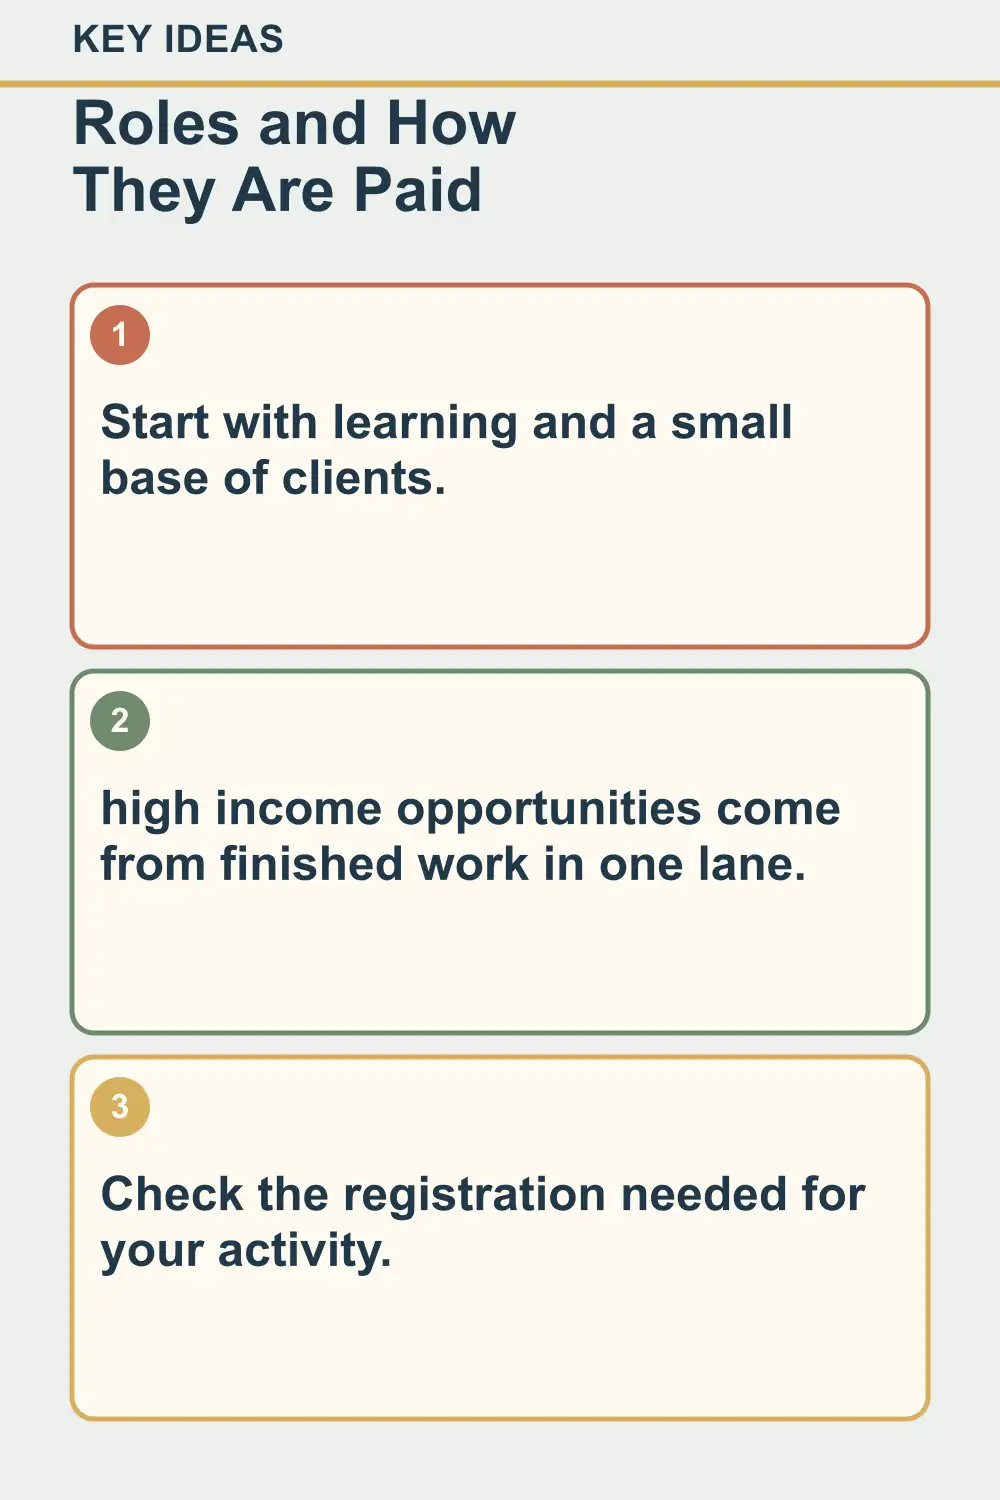 KEY IDEAS
Roles and How
They Are Paid
1
Start with learning and a small
base of clients.
2
high income opportunities come
from finished work in one lane.
3
Check the registration needed for
your activity.